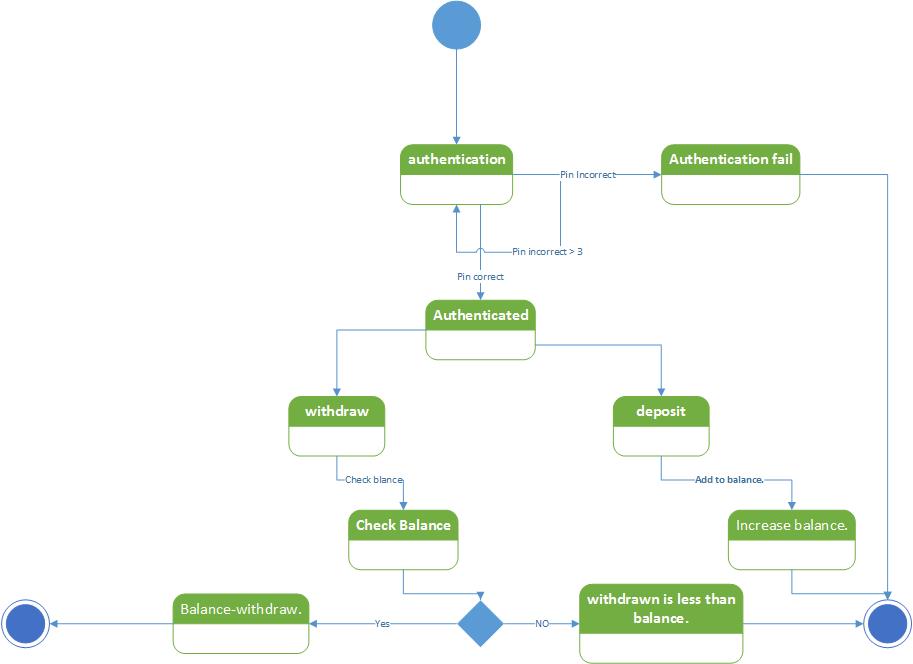 authentication
Authentication fail
Pin Incorrect
Pin incorrect > 3
Pin correct
Authenticated
withdraw
deposit
Check blance
Add to balance.
Check Balance
Increase balance.
Balance-withdraw.
Yes
NO
withdrawn is less than
balance.